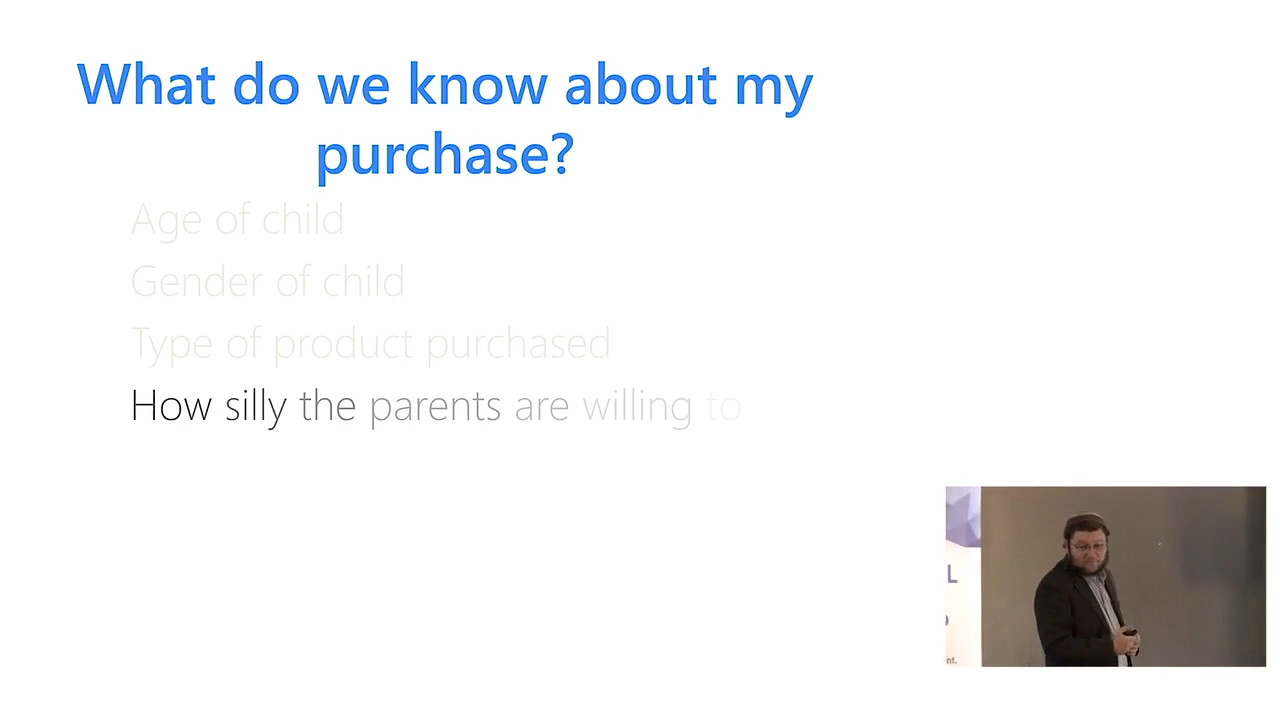 What do we know about my
purchase?
Age of child
Gender of child
Type of product purchased
How silly the parents are willing to
L
nt.